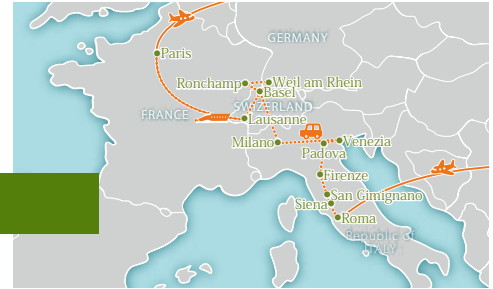 GERMANY
Paris
Ronchamp
Weil am Rhein
Basel
SWIZERLAND
FRANCE
Lausanne
Milano
Venezia
Padova
Firenze
San Gimignano
Siena
Roma
Republic of
ITALY